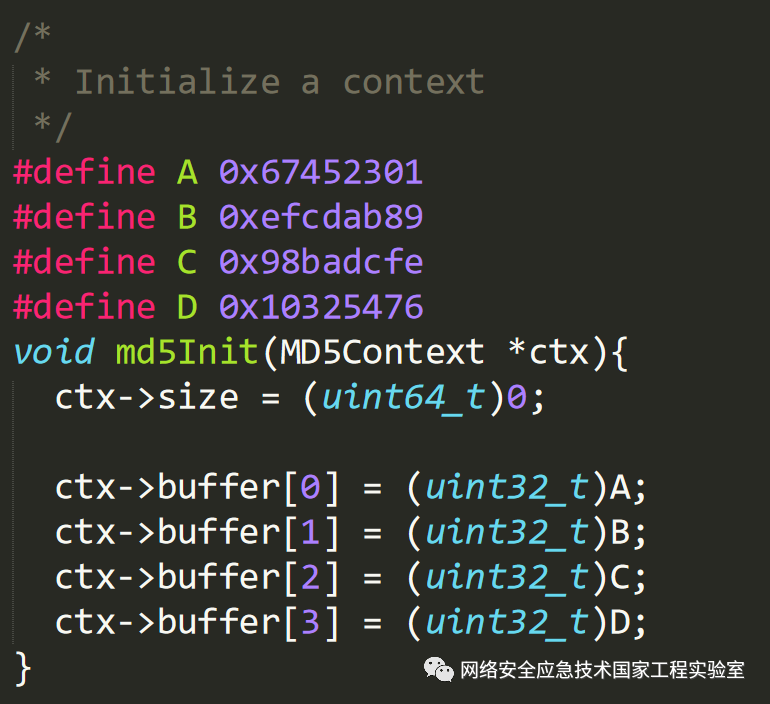 /*
 * Initialize a context
 */
#define A 0x67452301
#define B 0xefcdab89
#define C 0x98badcfe
#define D 0x10325476
void md5Init(MD5Context *ctx){
  ctx->size = (uint64_t)0;

  ctx->buffer[0] = (uint32_t)A;
  ctx->buffer[1] = (uint32_t)B;
  ctx->buffer[2] = (uint32_t)C;
  ctx->buffer[3] = (uint32_t)D;
}
网络安全应急技术国家工程实验室